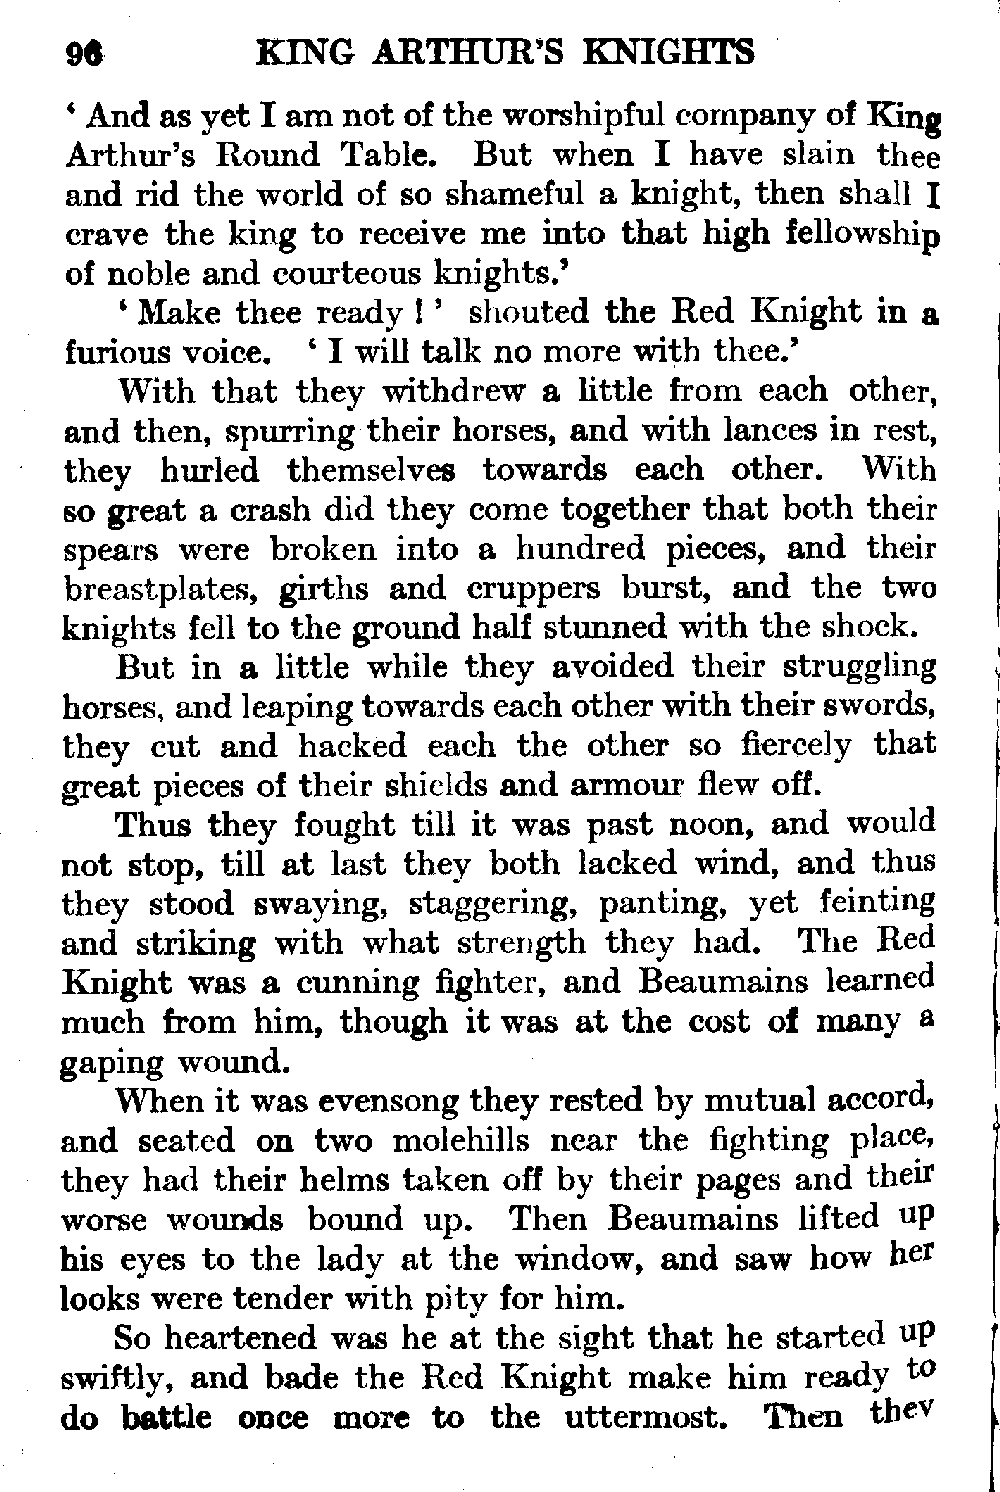 96 KING ARTHUR'S KNIGHTS
‘ And as yet I am not of the worshipful company of King
Arthur's Round Table. But when I have slain thee
and rid the world of so shameful a knight, then shall I
crave the king to receive me into that high fellowship
of noble and courteous knights.’
‘ Make thee ready ! ’ shouted the Red Knight in a
furious voice. ‘ I will talk no more with thee.’
With that they withdrew a little from each other,
and then, spurring their horses, and with lances in rest,
they hurled themselves towards each other. With
so great a crash did they come together that both their
spears were broken into a hundred pieces, and their
breastplates, girths and cruppers burst, and the two
knights fell to the ground half stunned with the shock.
But in a little while they avoided their struggling
horses, and leaping towards each other with their swords,
they cut and hacked each the other so fiercely that
great pieces of their shields and armour flew off.
Thus they fought till it was past noon, and would
not stop, till at last they both lacked wind, and thus
they stood swaying, staggering, panting, yet feinting
and striking with what strength they had. The Red
Knight was a cunning fighter, and Beaumains learned
much from him, though it was at the cost of many a
gaping wound.
When it was evensong they rested by mutual accord,
and seated on two molehills near the fighting place,
they had their helms taken off by their pages and their
worse wounds bound up. Then Beaumains lifted up
his eyes to the lady at the window, and saw how her
looks were tender with pity for him.
So heartened was he at the sight that he started up
swiftly, and bade the Red Knight make him ready to
do battle once more to the uttermost. Then they